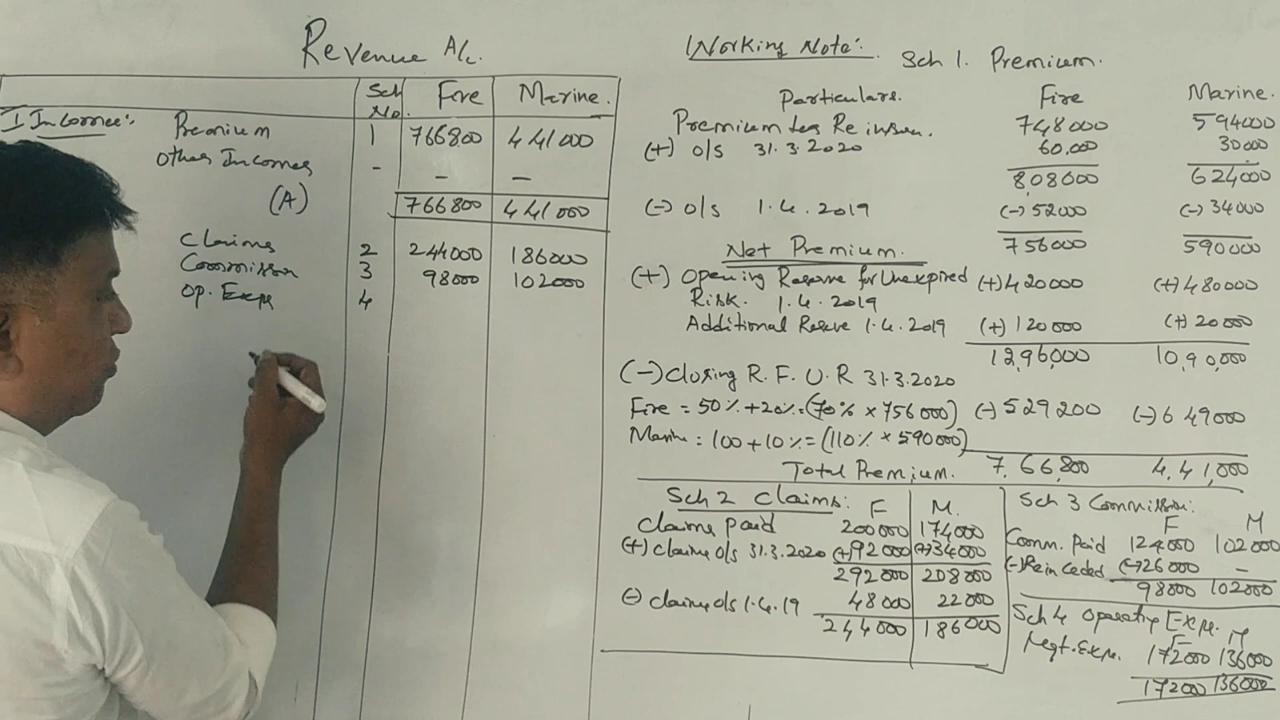 Revenue A/c.
Sch No. Fire Marine.
I Incomes:- Premium 1 766800 441000
Other Incomes - - -
(A) 766800 441000
Claims 2 244000 186000
Commission 3 98000 102000
Op. Exps 4
Working Note:-
Sch 1. Premium.
Particulars. Fire Marine.
Premium less Reinsu. 748000 594000
(+) o/s 31.3.2020 60,000 30000
808000 624000
(-) o/s 1.4.2019 (-) 52000 (-) 34000
Net Premium. 756000 590000
(+) Opening Reserve for Unexpired (+) 420000 (+) 480000
Risk. 1.4.2019
Additional Reserve 1.4.2019 (+) 120000 (+) 20000
12,96,000 10,90,000
(-) Closing R.F.U.R 31.3.2020
Fire = 50% + 20% = (70% × 756000) (-) 529200 (-) 649000
Marine = 100 + 10% = (110% × 590000)
Total Premium. 7,66,800 4,41,000
Sch 2 Claims: F M.
Claims paid 200000 174000
(+) Claims o/s 31.3.2020 (+) 92000 (+) 34000
292000 208000
(-) Claims o/s 1.4.19 48000 22000
244000 186000
Sch 3 Commission:
F M
Comm. Paid 124000 102000
(-) Rein Ceded (-) 26000 -
98000 102000
Sch 4 Operating Exps.
F M
Mgt. Exps. 172000 136000
172000 136000